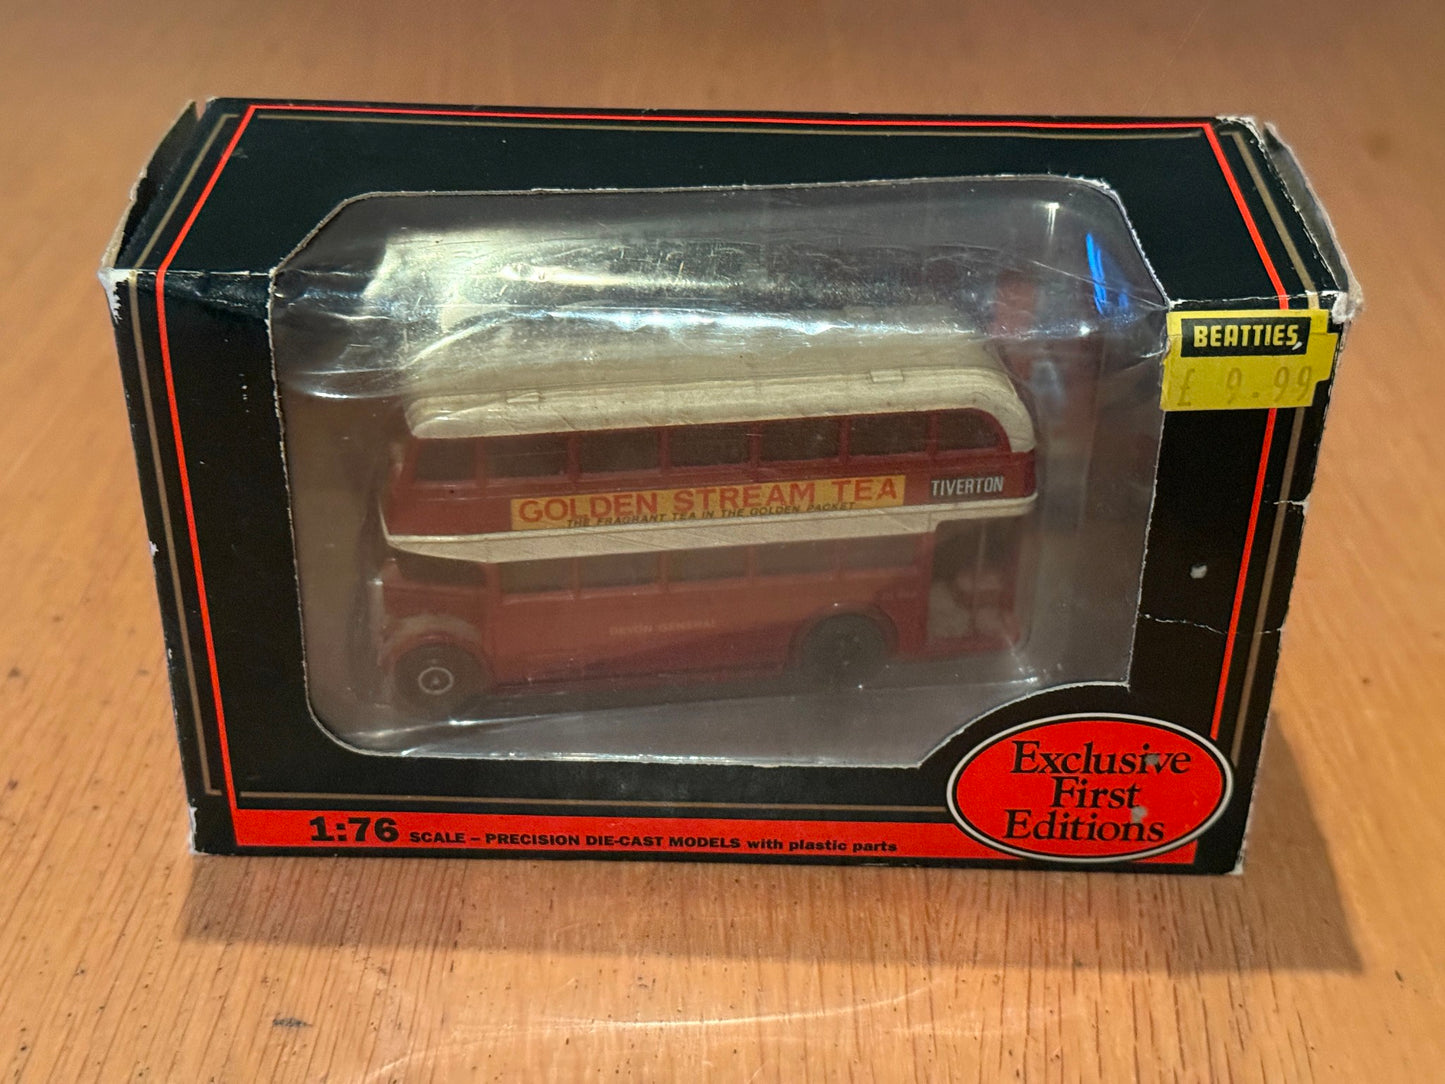 BEATTIES,
£ 9.99
GOLDEN STREAM TEA
THE FRAGRANT TEA IN THE GOLDEN PACKET
TIVERTON
DEVON GENERAL
Exclusive
First
Editions
1:76 SCALE – PRECISION DIE-CAST MODELS with plastic parts